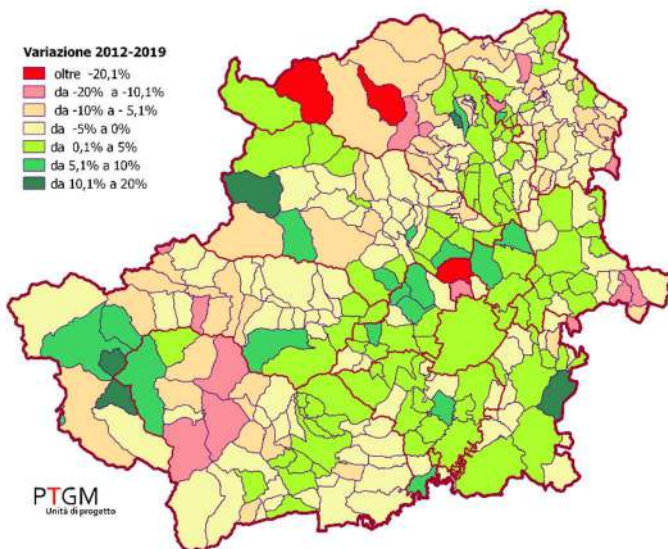 Variazione 2012-2019
oltre -20,1%
da -20% a -10,1%
da -10% a - 5,1%
da -5% a 0%
da 0,1% a 5%
da 5,1% a 10%
da 10,1% a 20%
PTGM
Unità di progetto